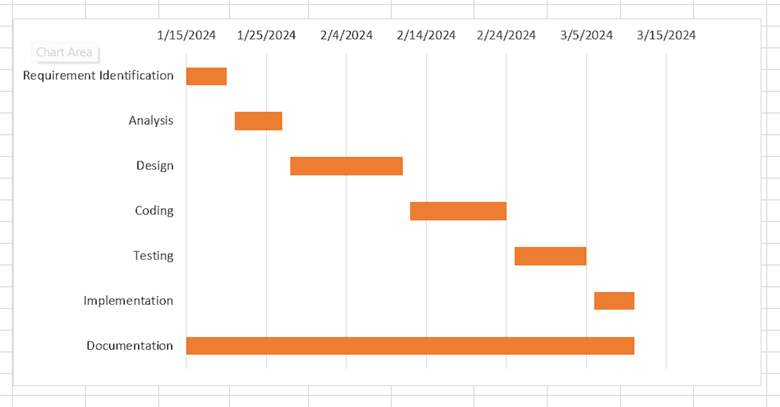 1/15/2024 1/25/2024 2/4/2024 2/14/2024 2/24/2024 3/5/2024 3/15/2024
Chart Area
Requirement Identification
Analysis
Design
Coding
Testing
Implementation
Documentation